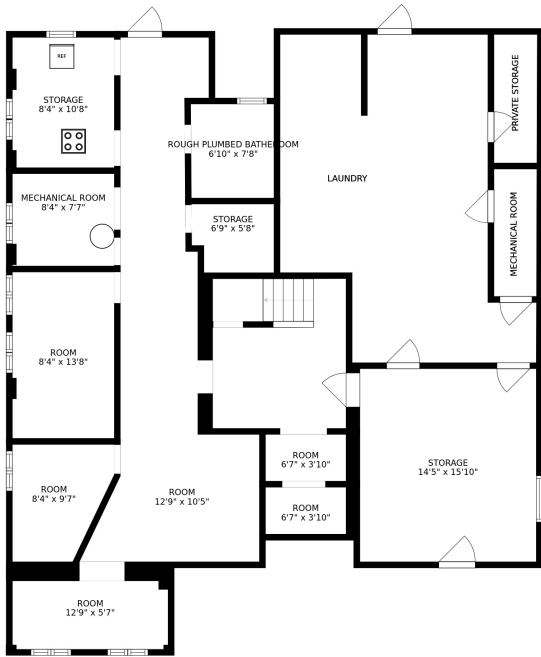 REF
STORAGE
8'4" x 10'8"
ROUGH PLUMBED BATHROOM
6'10" x 7'8"
PRIVATE STORAGE
LAUNDRY
MECHANICAL ROOM
8'4" x 7'7"
MECHANICAL ROOM
STORAGE
6'9" x 5'8"
ROOM
8'4" x 13'8"
ROOM
6'7" x 3'10"
STORAGE
14'5" x 15'10"
ROOM
8'4" x 9'7"
ROOM
12'9" x 10'5"
ROOM
6'7" x 3'10"
ROOM
12'9" x 5'7"